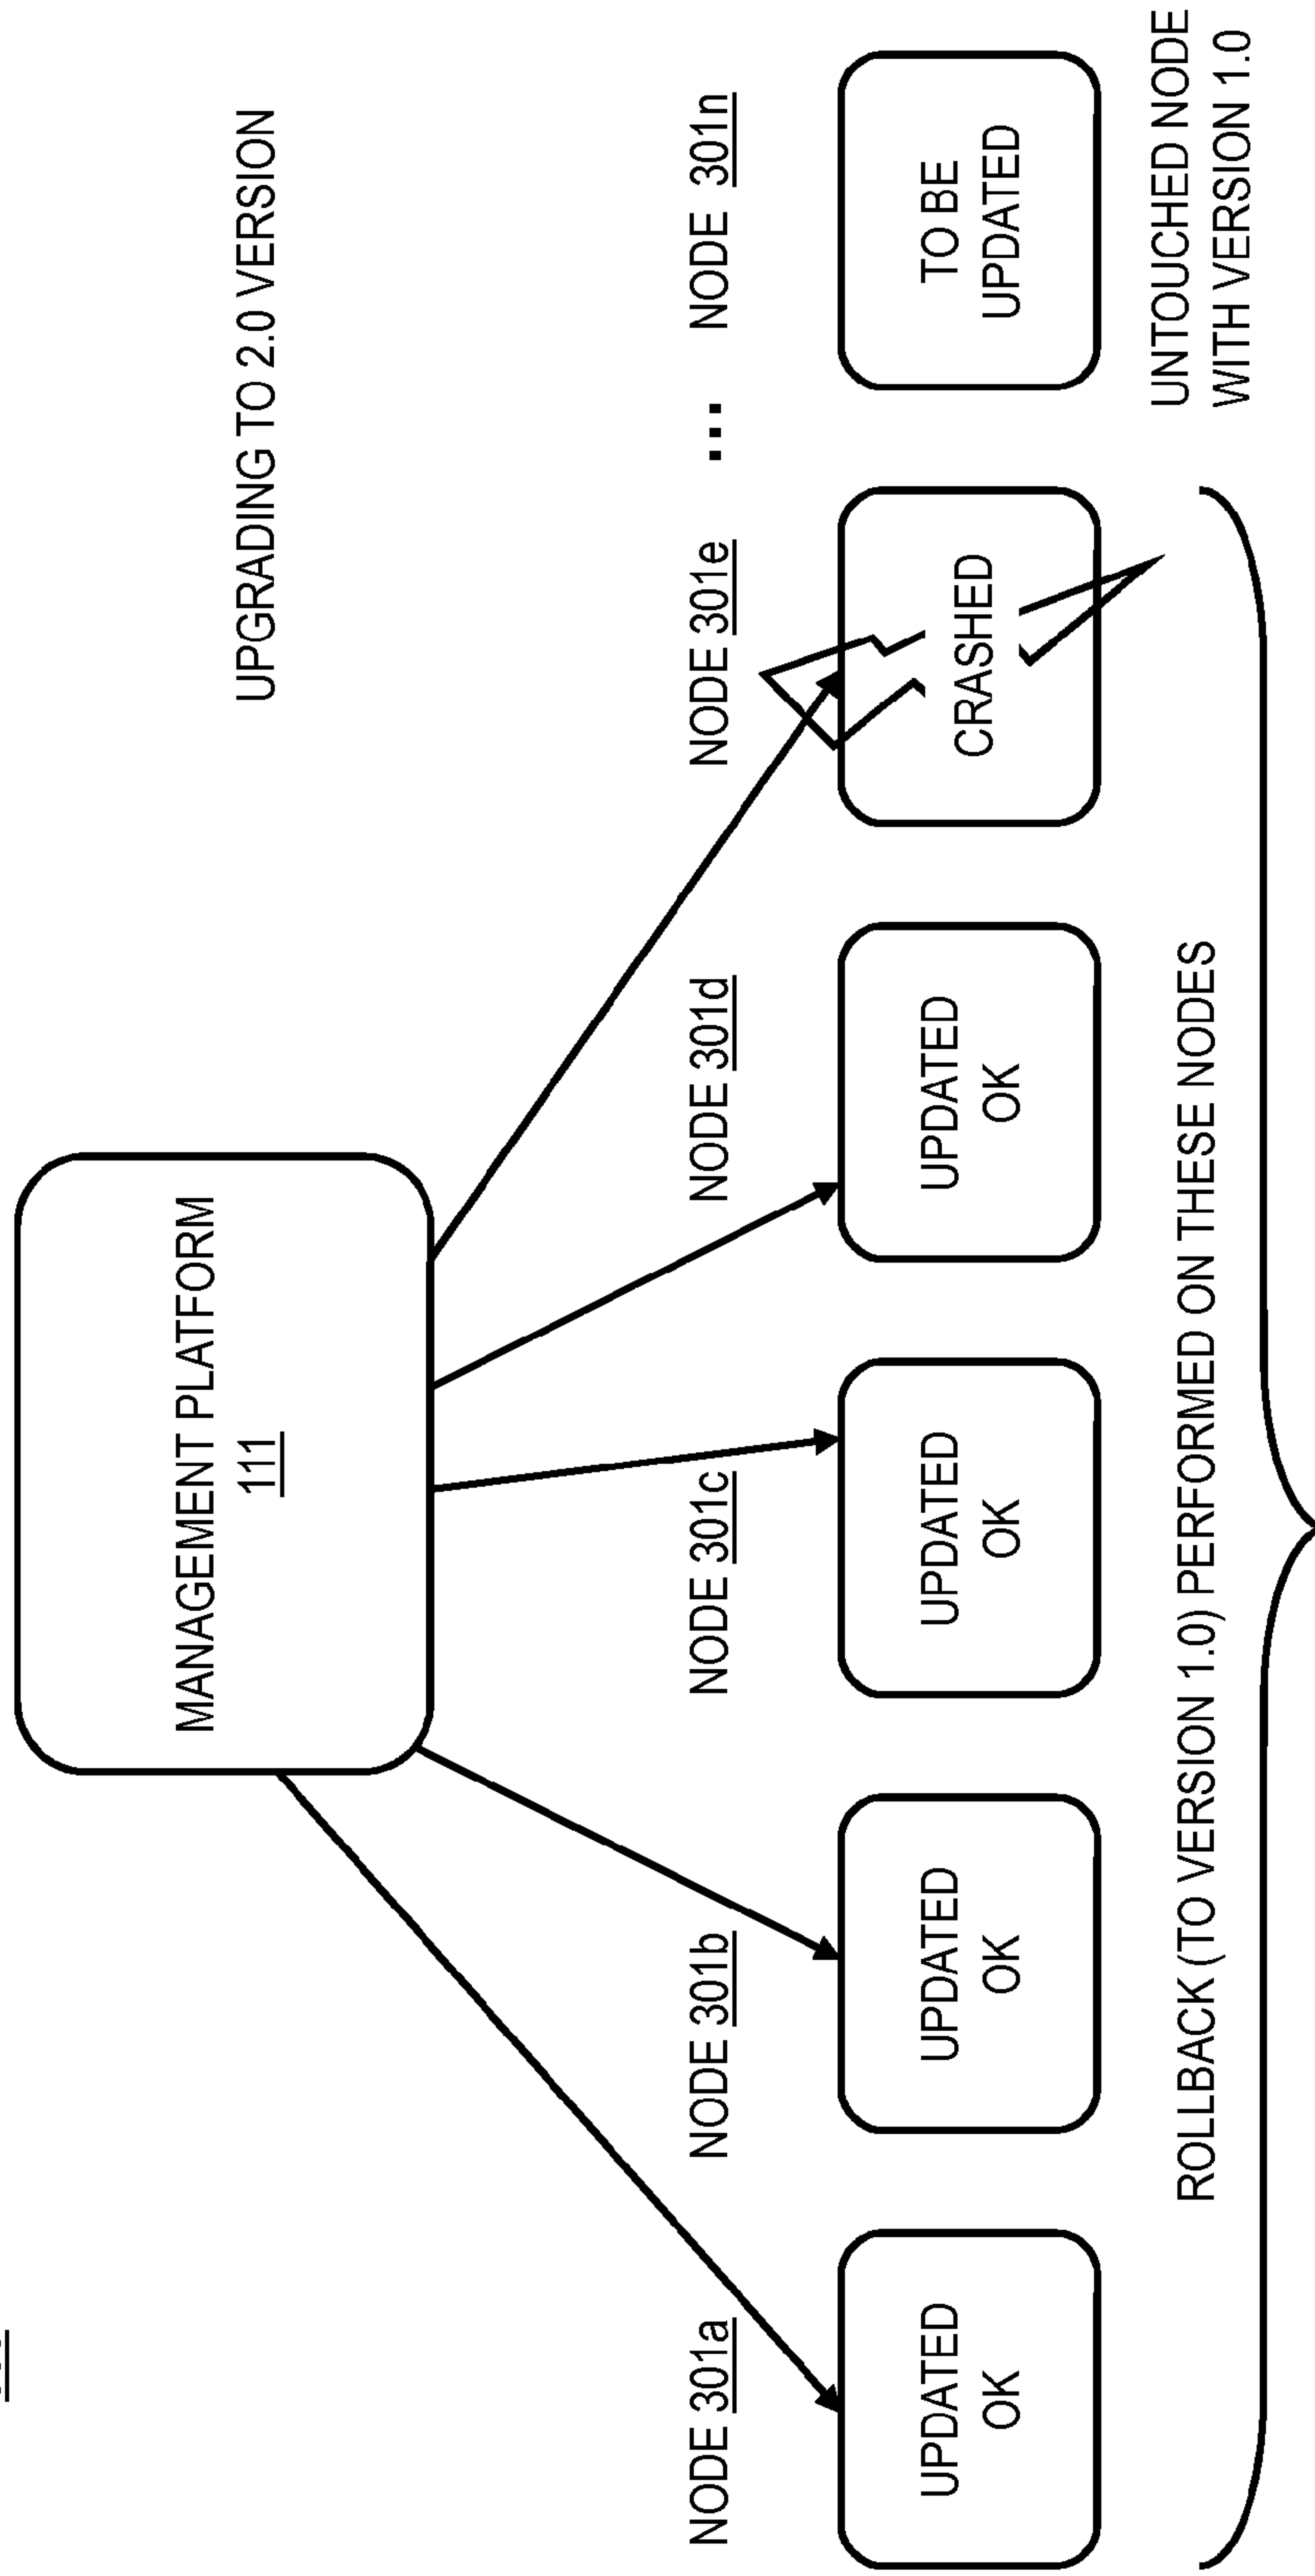 UPGRADING TO 2.0 VERSION
MANAGEMENT PLATFORM
111
NODE 301a
NODE 301b
NODE 301c
NODE 301d
NODE 301e
...
NODE 301n
UPDATED
OK
UPDATED
OK
UPDATED
OK
UPDATED
OK
CRASHED
TO BE
UPDATED
ROLLBACK (TO VERSION 1.0) PERFORMED ON THESE NODES
UNTOUCHED NODE
WITH VERSION 1.0